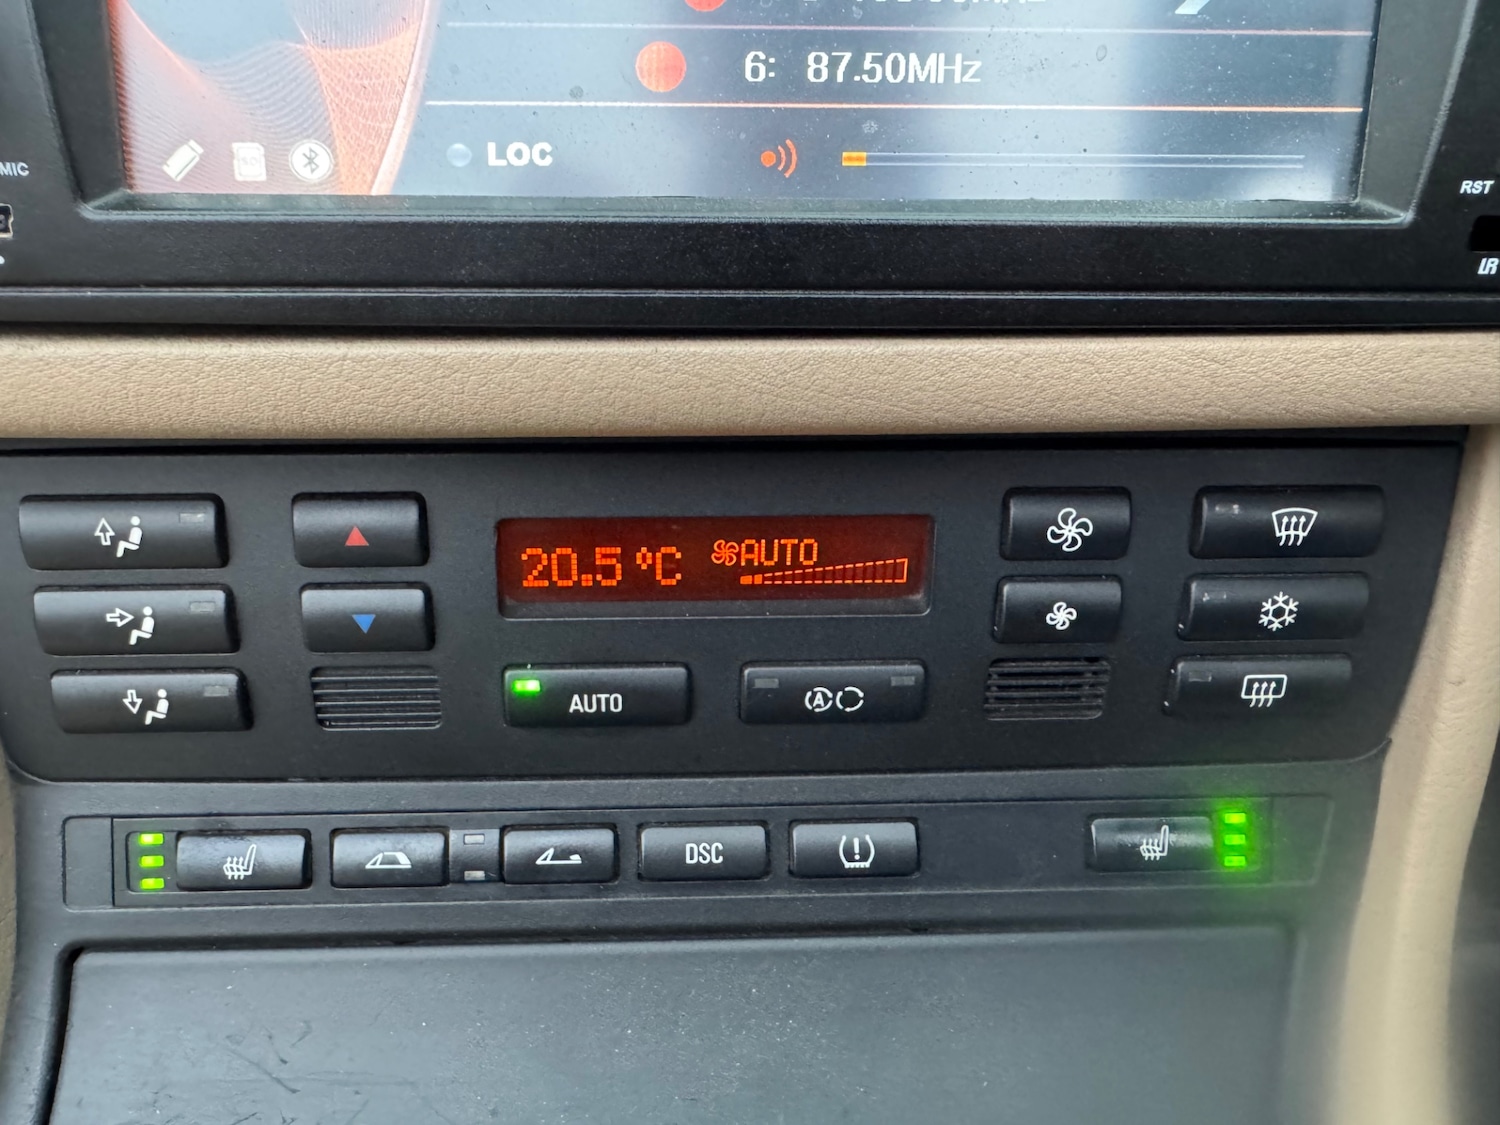 6: 87.50MHz
LOC
MIC
RST
IR
20.5 °C AUTO
AUTO
A
DSC